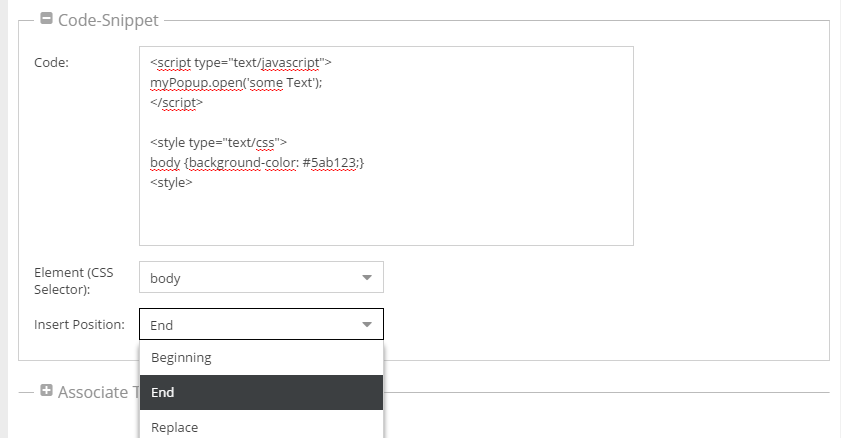 Code-Snippet
Code:
<script type="text/javascript">
myPopup.open('some Text');
</script>
<style type="text/css">
body {background-color: #5ab123;}
<style>
Element (CSS
Selector):
body
Insert Position:
End
Beginning
End
Associate T
Replace